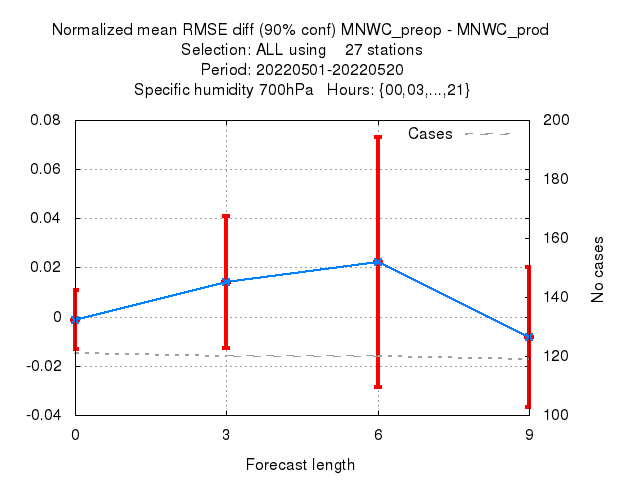 Normalized mean RMSE diff (90% conf) MNWC_preop - MNWC_prod
Selection: ALL using    27 stations
Period: 20220501-20220520
Specific humidity 700hPa   Hours: {00,03,...,21}
Cases
0.08
0.06
0.04
0.02
0
-0.02
-0.04
200
180
160
140
120
100
No cases
0 3 6 9
Forecast length